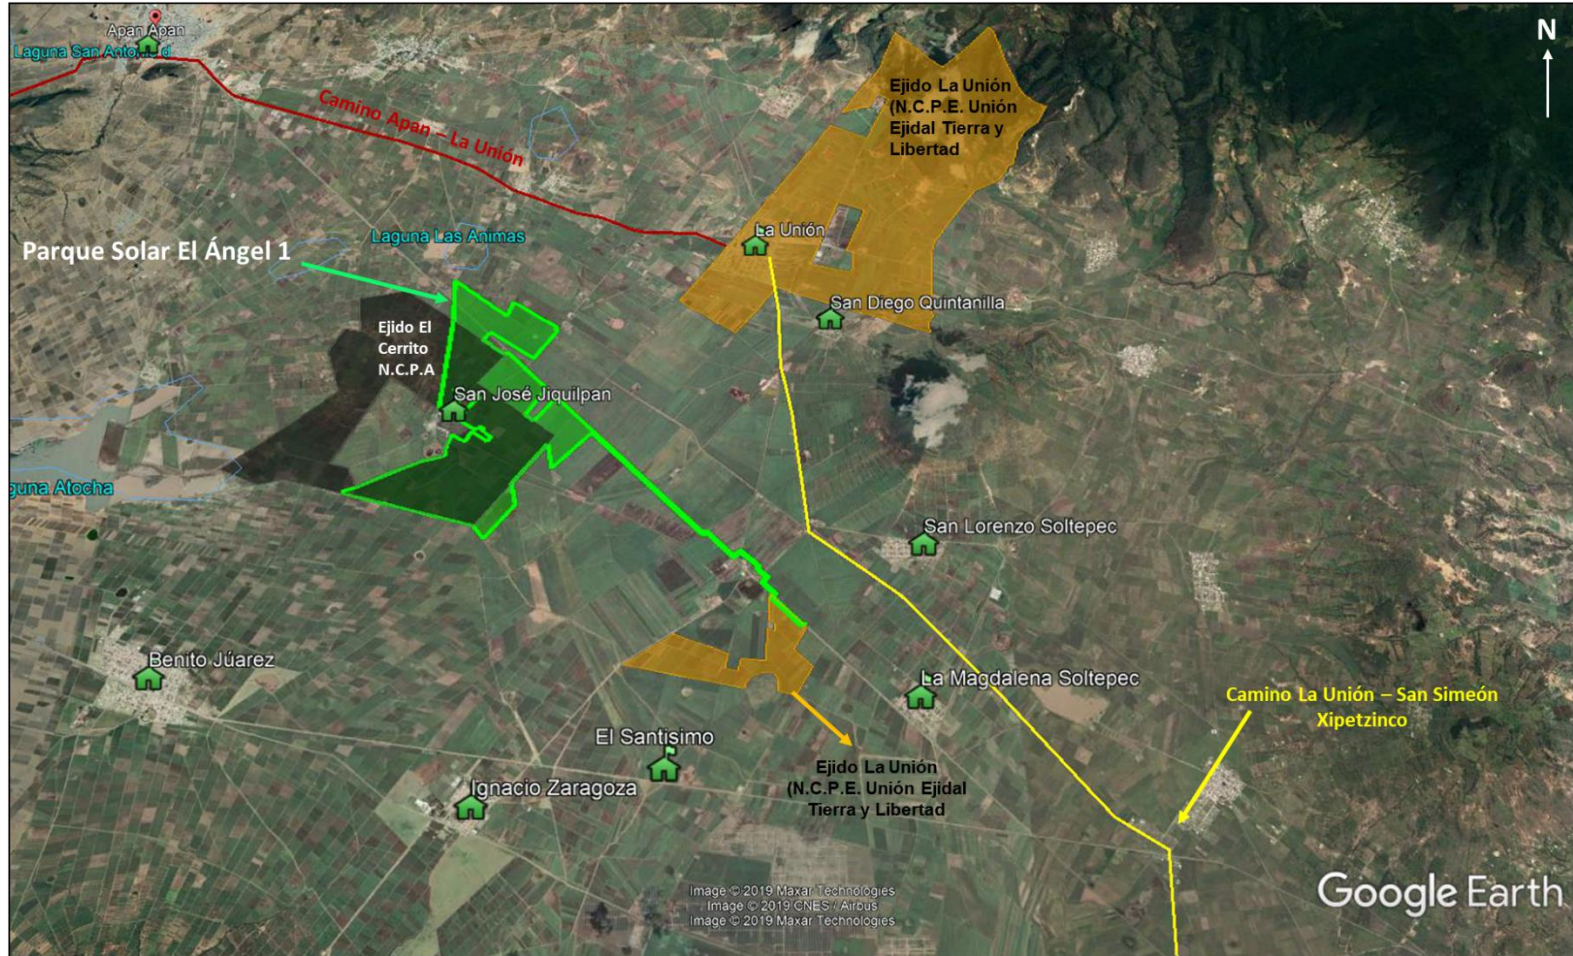 Apan Apan
Laguna San Antonio d
N
Camino Apan – La Unión
Ejido La Unión
(N.C.P.E. Unión
Ejidal Tierra y
Libertad
La Unión
Laguna Las Animas
Parque Solar El Ángel 1
San Diego Quintanilla
Ejido El
Cerrito
N.C.P.A
San José Jiquilpan
guna Atocha
San Lorenzo Soltepec
Benito Júarez
La Magdalena Soltepec
Camino La Unión – San Simeón
Xipetzinco
El Santisimo
Ejido La Unión
(N.C.P.E. Unión Ejidal
Tierra y Libertad
Ignacio Zaragoza
Image © 2019 Maxar Technologies
Image © 2019 CNES / Airbus
Image © 2019 Maxar Technologies
Google Earth